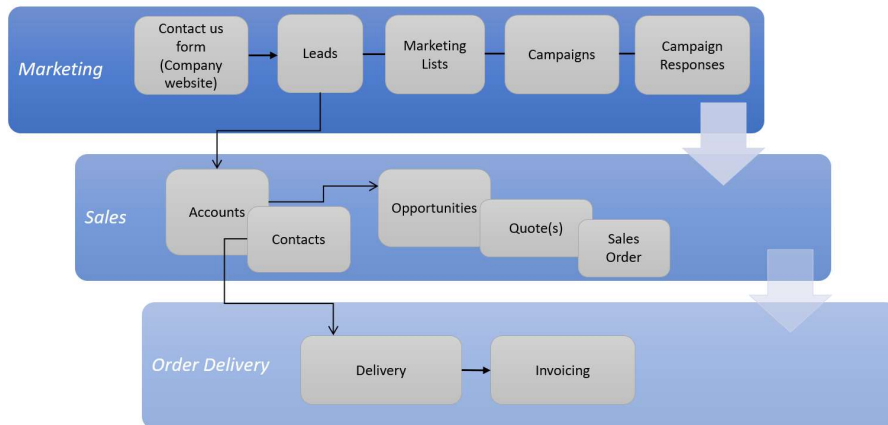 Marketing
Contact us
form
(Company
website)
Leads
Marketing
Lists
Campaigns
Campaign
Responses
Sales
Accounts
Contacts
Opportunities
Quote(s)
Sales
Order
Order Delivery
Delivery
Invoicing